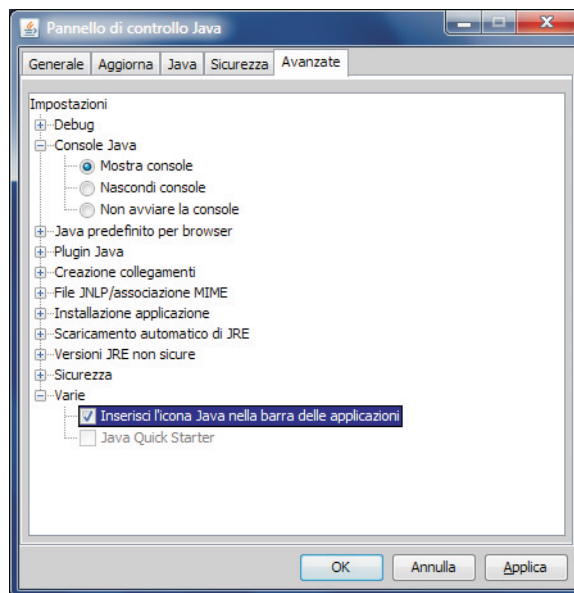 Pannello di controllo Java
Generale Aggiorna Java Sicurezza Avanzate
Impostazioni
Debug
Console Java
Mostra console
Nascondi console
Non avviare la console
Java predefinito per browser
Plugin Java
Creazione collegamenti
File JNLP/associazione MIME
Installazione applicazione
Scaricamento automatico di JRE
Versioni JRE non sicure
Sicurezza
Varie
Inserisci l'icona Java nella barra delle applicazioni
Java Quick Starter
OK Annulla Applica